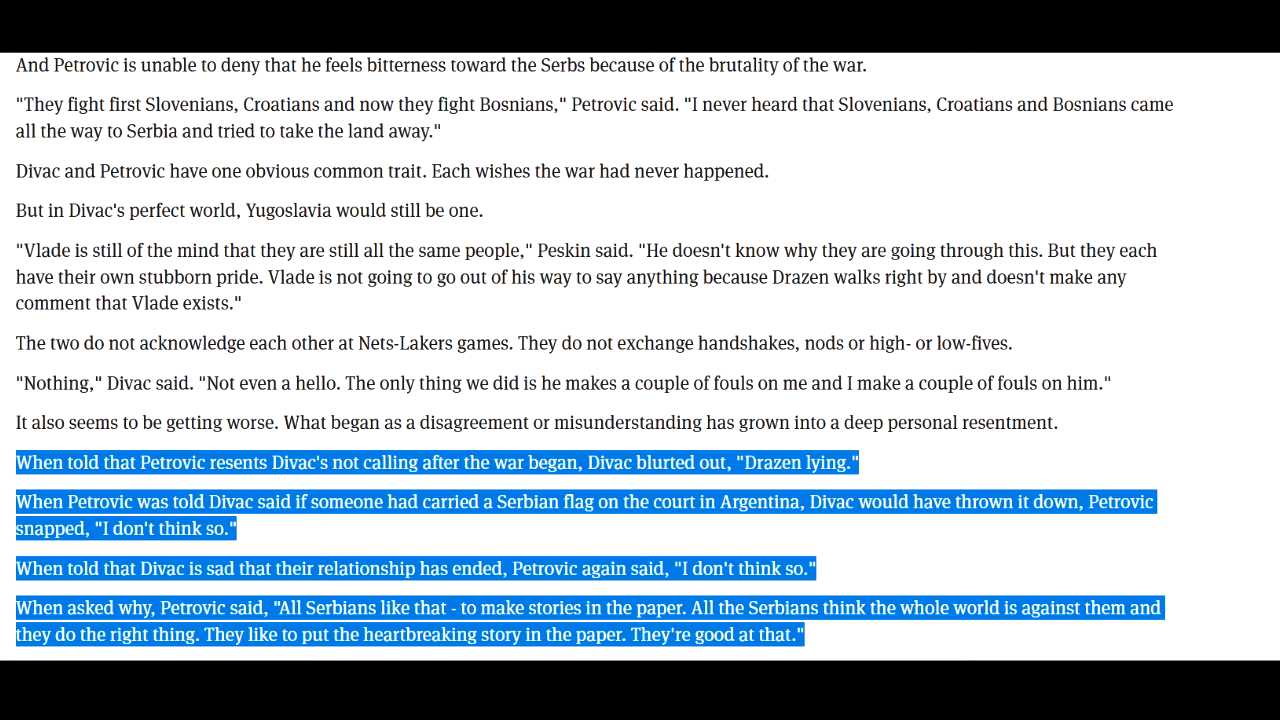 And Petrovic is unable to deny that he feels bitterness toward the Serbs because of the brutality of the war.
"They fight first Slovenians, Croatians and now they fight Bosnians," Petrovic said. "I never heard that Slovenians, Croatians and Bosnians came
all the way to Serbia and tried to take the land away."
Divac and Petrovic have one obvious common trait. Each wishes the war had never happened.
But in Divac's perfect world, Yugoslavia would still be one.
"Vlade is still of the mind that they are still all the same people," Peskin said. "He doesn't know why they are going through this. But they each
have their own stubborn pride. Vlade is not going to go out of his way to say anything because Drazen walks right by and doesn't make any
comment that Vlade exists."
The two do not acknowledge each other at Nets-Lakers games. They do not exchange handshakes, nods or high- or low-fives.
"Nothing," Divac said. "Not even a hello. The only thing we did is he makes a couple of fouls on me and I make a couple of fouls on him."
It also seems to be getting worse. What began as a disagreement or misunderstanding has grown into a deep personal resentment.
When told that Petrovic resents Divac's not calling after the war began, Divac blurted out, "Drazen lying."
When Petrovic was told Divac said if someone had carried a Serbian flag on the court in Argentina, Divac would have thrown it down, Petrovic
snapped, "I don't think so."
When told that Divac is sad that their relationship has ended, Petrovic again said, "I don't think so."
When asked why, Petrovic said, "All Serbians like that - to make stories in the paper. All the Serbians think the whole world is against them and
they do the right thing. They like to put the heartbreaking story in the paper. They're good at that."